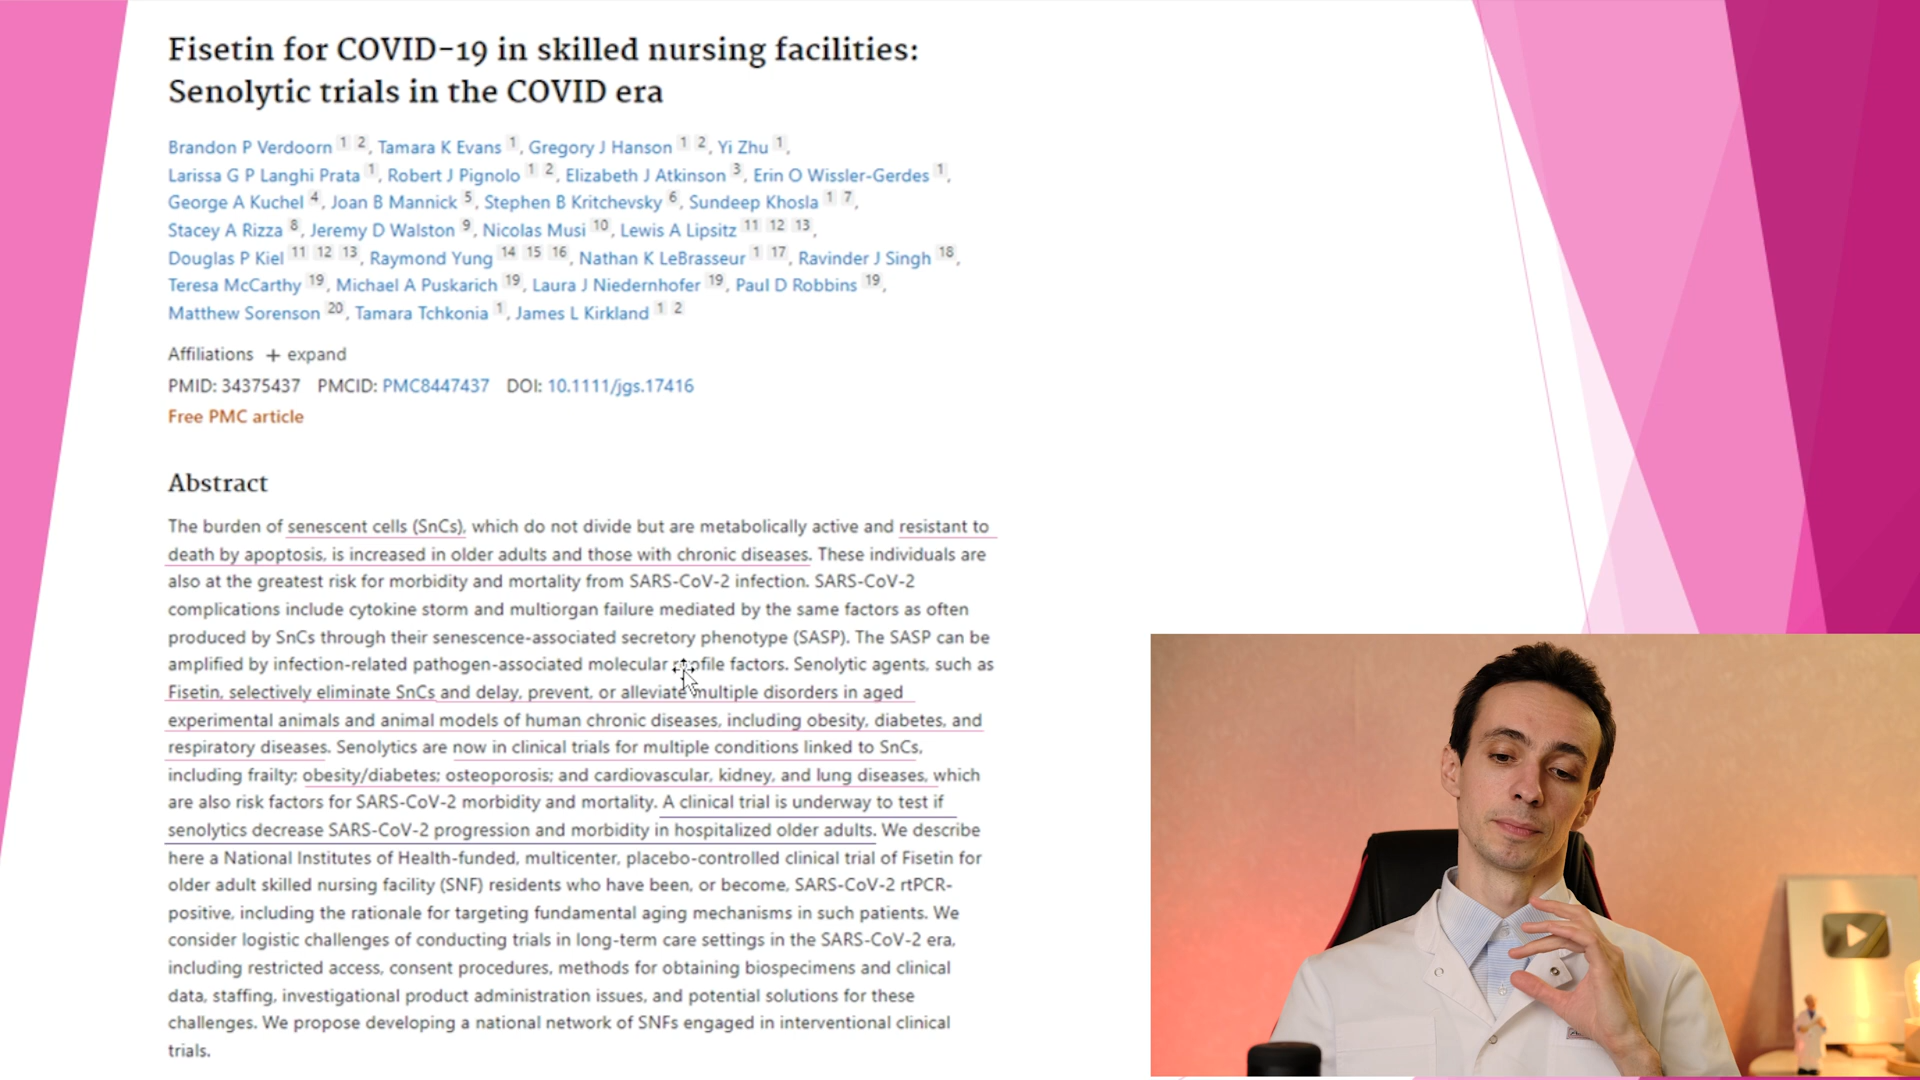 Fisetin for COVID-19 in skilled nursing facilities:
Senolytic trials in the COVID era
Brandon P Verdoorn 1 2, Tamara K Evans 1, Gregory J Hanson 1 2, Yi Zhu 1,
Larissa G P Langhi Prata 1, Robert J Pignolo 1 2, Elizabeth J Atkinson 3, Erin O Wissler-Gerdes 1,
George A Kuchel 4, Joan B Mannick 5, Stephen B Kritchevsky 6, Sundeep Khosla 1 7,
Stacey A Rizza 8, Jeremy D Walston 9, Nicolas Musi 10, Lewis A Lipsitz 11 12 13,
Douglas P Kiel 11 12 13, Raymond Yung 14 15 16, Nathan K LeBrasseur 1 17, Ravinder J Singh 18,
Teresa McCarthy 19, Michael A Puskarich 19, Laura J Niedernhofer 19, Paul D Robbins 19,
Matthew Sorenson 20, Tamara Tchkonia 1, James L Kirkland 1 2
Affiliations + expand
PMID: 34375437 PMCID: PMC8447437 DOI: 10.1111/jgs.17416
Free PMC article
Abstract
The burden of senescent cells (SnCs), which do not divide but are metabolically active and resistant to
death by apoptosis, is increased in older adults and those with chronic diseases. These individuals are
also at the greatest risk for morbidity and mortality from SARS-CoV-2 infection. SARS-CoV-2
complications include cytokine storm and multiorgan failure mediated by the same factors as often
produced by SnCs through their senescence-associated secretory phenotype (SASP). The SASP can be
amplified by infection-related pathogen-associated molecular profile factors. Senolytic agents, such as
Fisetin, selectively eliminate SnCs and delay, prevent, or alleviate multiple disorders in aged
experimental animals and animal models of human chronic diseases, including obesity, diabetes, and
respiratory diseases. Senolytics are now in clinical trials for multiple conditions linked to SnCs,
including frailty; obesity/diabetes; osteoporosis; and cardiovascular, kidney, and lung diseases, which
are also risk factors for SARS-CoV-2 morbidity and mortality. A clinical trial is underway to test if
senolytics decrease SARS-CoV-2 progression and morbidity in hospitalized older adults. We describe
here a National Institutes of Health-funded, multicenter, placebo-controlled clinical trial of Fisetin for
older adult skilled nursing facility (SNF) residents who have been, or become, SARS-CoV-2 rtPCR-
positive, including the rationale for targeting fundamental aging mechanisms in such patients. We
consider logistic challenges of conducting trials in long-term care settings in the SARS-CoV-2 era,
including restricted access, consent procedures, methods for obtaining biospecimens and clinical
data, staffing, investigational product administration issues, and potential solutions for these
challenges. We propose developing a national network of SNFs engaged in interventional clinical
trials.